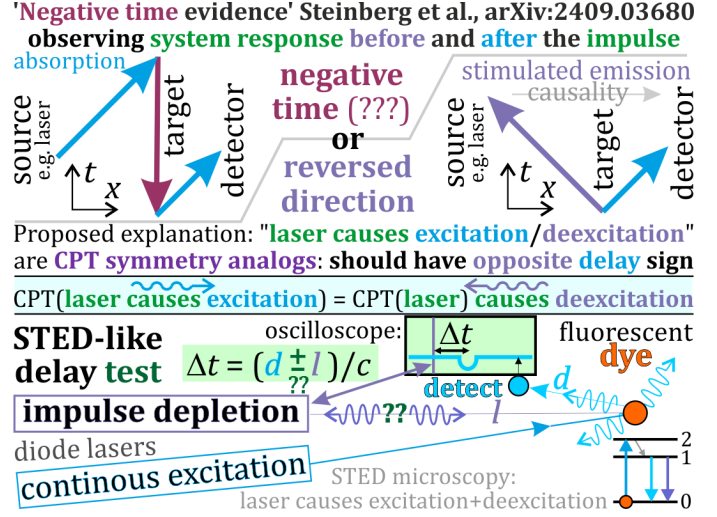 'Negative time evidence' Steinberg et al., arXiv:2409.03680
observing system response before and after the impulse
absorption
source
e.g. laser
target
detector
t
x
negative
time (???)
or
reversed
direction
stimulated emission
causality
source
e.g. laser
target
detector
t
x
Proposed explanation: "laser causes excitation/deexcitation"
are CPT symmetry analogs: should have opposite delay sign
CPT(laser causes excitation) = CPT(laser) causes deexcitation
STED-like
delay test
Δt = (d ± l)/c
??
oscilloscope:
Δt
detect
fluorescent
dye
d
impulse depletion
??
l
diode lasers
continous excitation
STED microscopy:
laser causes excitation+deexcitation
2
1
0